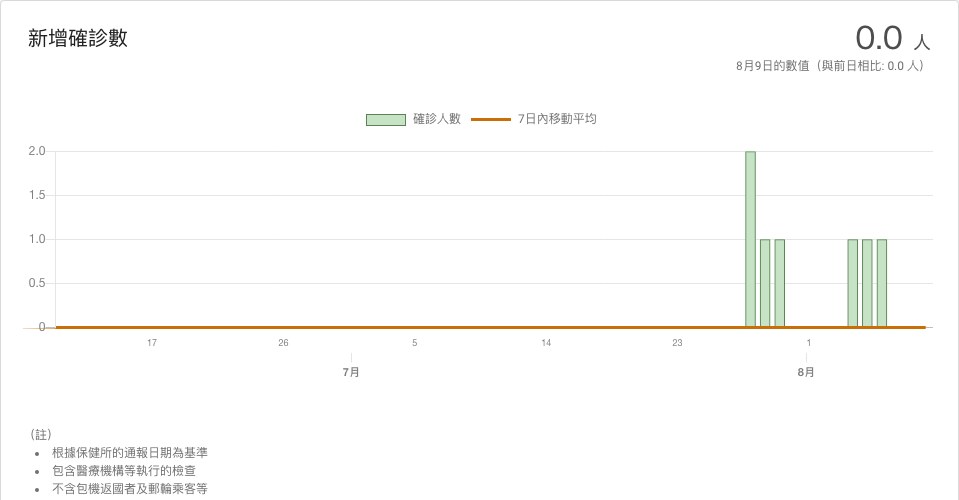 新增確診數
0.0 人
8月9日的數值（與前日相比: 0.0 人）
確診人數 7日內移動平均
2.0
1.5
1.0
0.5
0
17 26 5 14 23 1
7月 8月
（註）
• 根據保健所的通報日期為基準
• 包含醫療機構等執行的檢查
• 不含包機返國者及郵輪乘客等